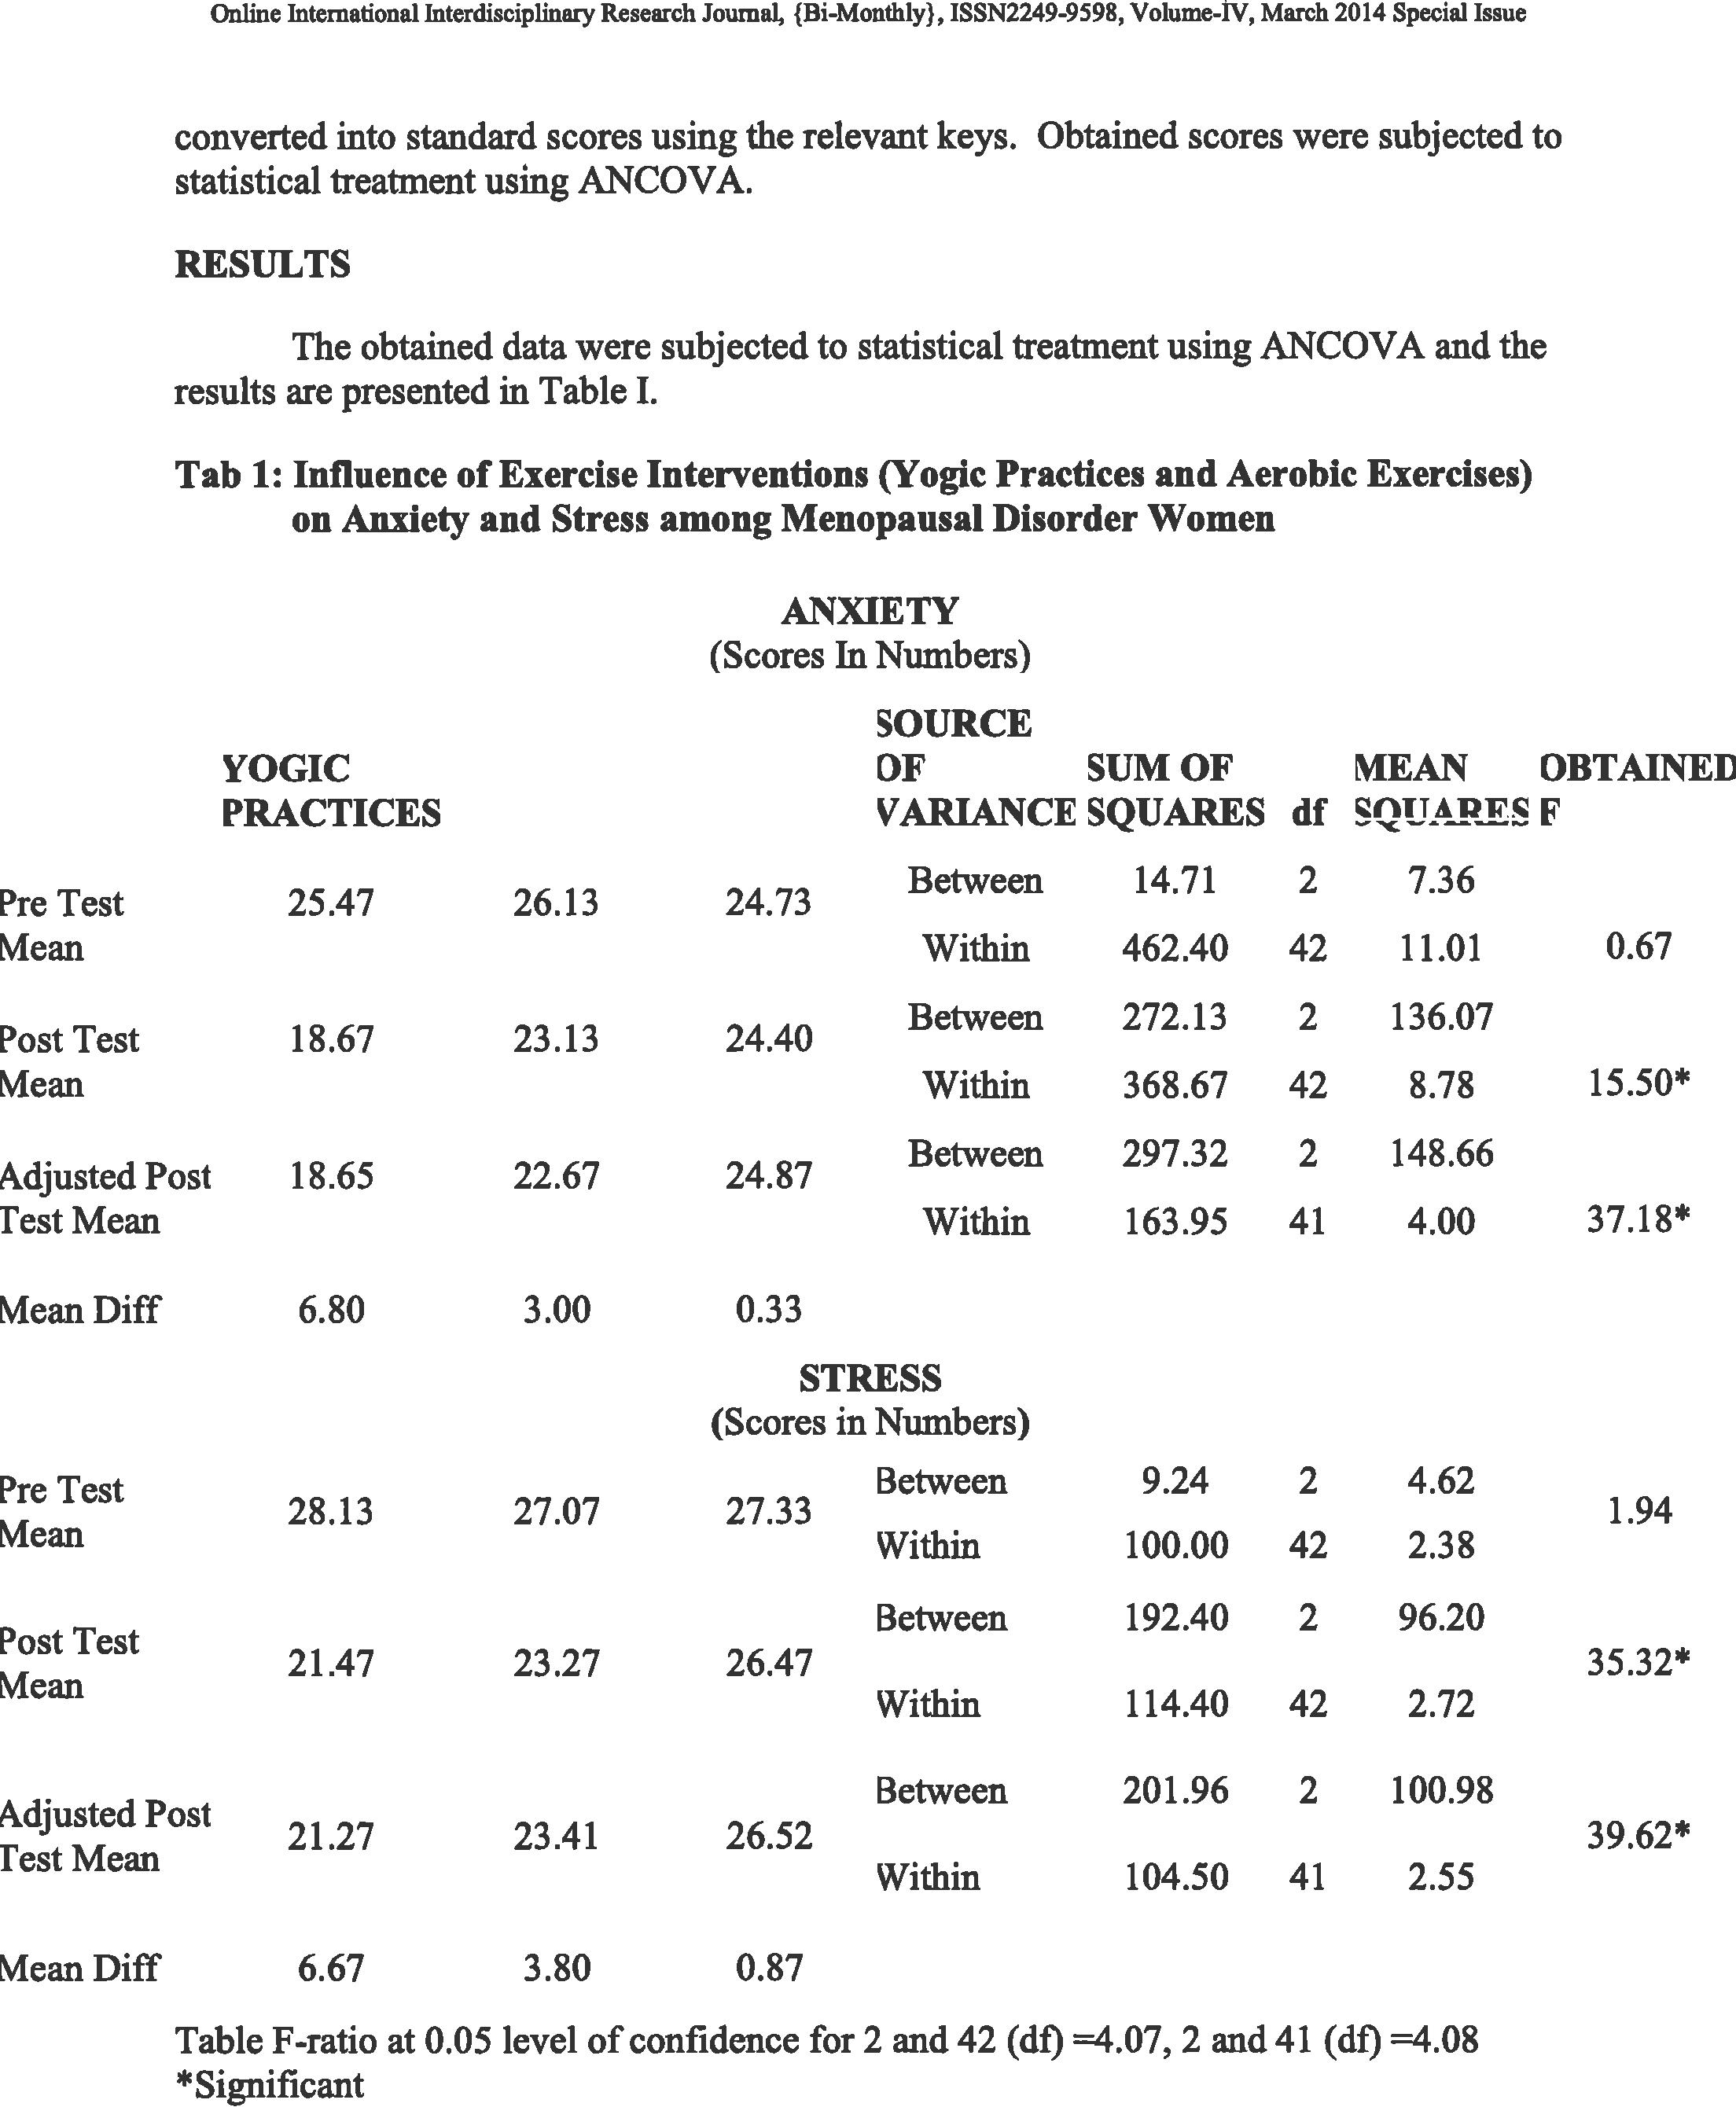 Online International Interdisciplinary Research Journal, {Bi-Monthly}, ISSN2249-9598, Volume-IV, March 2014 Special Issue
converted into standard scores using the relevant keys. Obtained scores were subjected to
statistical treatment using ANCOVA.
RESULTS
The obtained data were subjected to statistical treatment using ANCOVA and the
results are presented in Table I.
Tab 1: Influence of Exercise Interventions (Yogic Practices and Aerobic Exercises)
on Anxiety and Stress among Menopausal Disorder Women
ANXIETY
(Scores In Numbers)
SOURCE
YOGIC OF SUM OF MEAN OBTAINED
PRACTICES VARIANCE SQUARES df SQUARES F
Between 14.71 2 7.36
Pre Test 25.47 26.13 24.73
Mean Within 462.40 42 11.01 0.67
Between 272.13 2 136.07
Post Test 18.67 23.13 24.40
Mean Within 368.67 42 8.78 15.50*
Between 297.32 2 148.66
Adjusted Post 18.65 22.67 24.87
Test Mean Within 163.95 41 4.00 37.18*
Mean Diff 6.80 3.00 0.33
STRESS
(Scores in Numbers)
Between 9.24 2 4.62
Pre Test
28.13 27.07 27.33 1.94
Mean Within 100.00 42 2.38
Between 192.40 2 96.20
Post Test
21.47 23.27 26.47 35.32*
Mean
Within 114.40 42 2.72
Between 201.96 2 100.98
Adjusted Post
21.27 23.41 26.52 39.62*
Test Mean
Within 104.50 41 2.55
Mean Diff 6.67 3.80 0.87
Table F-ratio at 0.05 level of confidence for 2 and 42 (df) =4.07, 2 and 41 (df) =4.08
*Significant